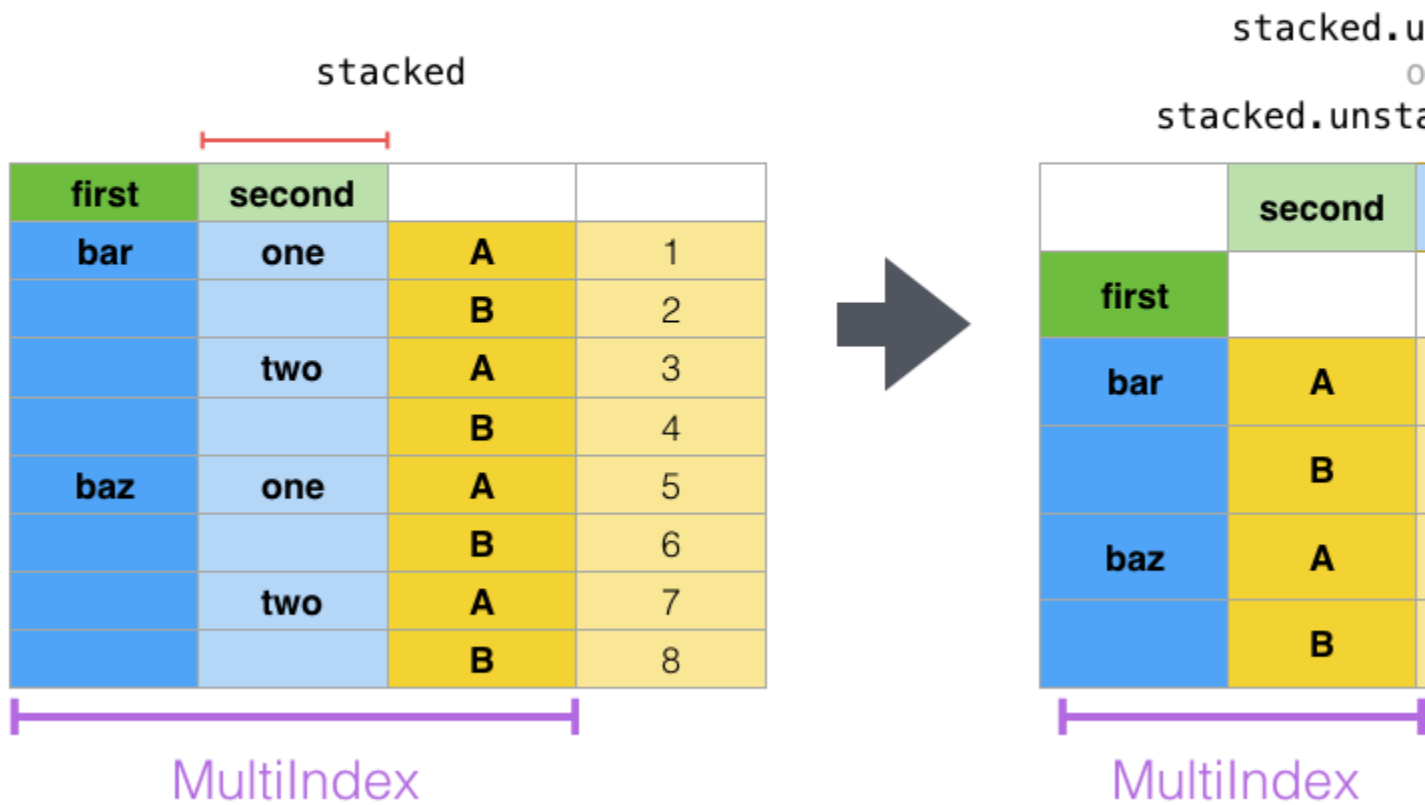 stacked
first second
bar one A 1
B 2
two A 3
B 4
baz one A 5
B 6
two A 7
B 8
MultiIndex
stacked.u
o
stacked.unsta
second
first
bar A
B
baz A
B
MultiIndex